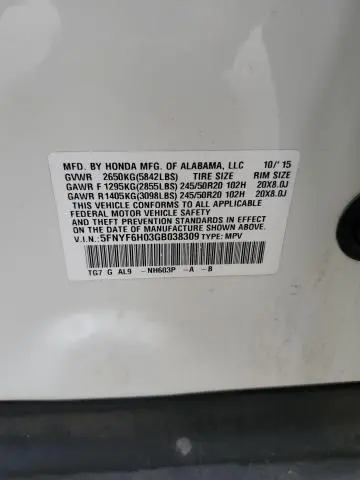 MFD. BY HONDA MFG. OF ALABAMA, LLC 10/'15
GVWR 2650KG(5842LBS) TIRE SIZE RIM SIZE
GAWR F 1295KG(2855LBS) 245/50R20 102H 20X8.0J
GAWR R 1405KG(3098LBS) 245/50R20 102H 20X8.0J
THIS VEHICLE CONFORMS TO ALL APPLICABLE
FEDERAL MOTOR VEHICLE SAFETY, BUMPER,
AND THEFT PREVENTION STANDARDS IN EFFECT
ON THE DATE OF MANUFACTURE SHOWN ABOVE.
V.I.N.: 5FNYF6H03GB038309 TYPE: MPV
TG7 G AL9 -NH603P -A -B